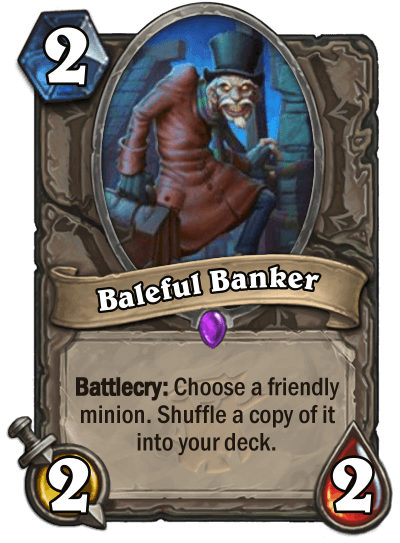 2
Baleful Banker
Battlecry: Choose a friendly
minion. Shuffle a copy of it
into your deck.
2
2